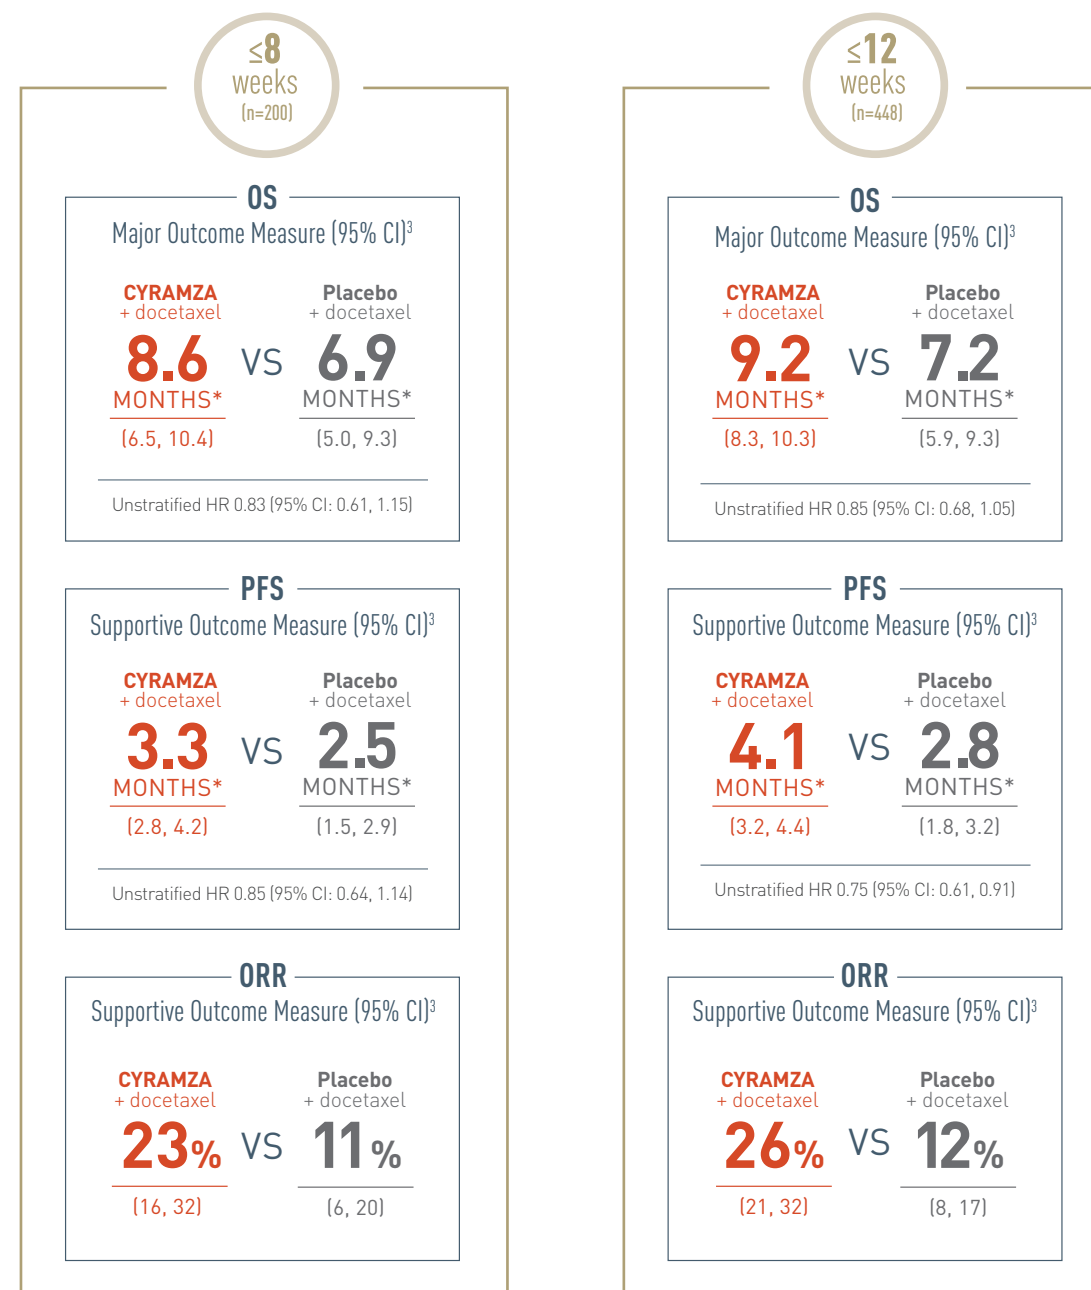 ≤8
weeks
(n=200)
OS
Major Outcome Measure (95% CI)³
CYRAMZA
+ docetaxel
8.6
MONTHS*
(6.5, 10.4)
VS
Placebo
+ docetaxel
6.9
MONTHS*
(5.0, 9.3)
Unstratified HR 0.83 (95% CI: 0.61, 1.15)
PFS
Supportive Outcome Measure (95% CI)³
CYRAMZA
+ docetaxel
3.3
MONTHS*
(2.8, 4.2)
VS
Placebo
+ docetaxel
2.5
MONTHS*
(1.5, 2.9)
Unstratified HR 0.85 (95% CI: 0.64, 1.14)
ORR
Supportive Outcome Measure (95% CI)³
CYRAMZA
+ docetaxel
23%
(16, 32)
VS
Placebo
+ docetaxel
11%
(6, 20)
≤12
weeks
(n=448)
OS
Major Outcome Measure (95% CI)³
CYRAMZA
+ docetaxel
9.2
MONTHS*
(8.3, 10.3)
VS
Placebo
+ docetaxel
7.2
MONTHS*
(5.9, 9.3)
Unstratified HR 0.85 (95% CI: 0.68, 1.05)
PFS
Supportive Outcome Measure (95% CI)³
CYRAMZA
+ docetaxel
4.1
MONTHS*
(3.2, 4.4)
VS
Placebo
+ docetaxel
2.8
MONTHS*
(1.8, 3.2)
Unstratified HR 0.75 (95% CI: 0.61, 0.91)
ORR
Supportive Outcome Measure (95% CI)³
CYRAMZA
+ docetaxel
26%
(21, 32)
VS
Placebo
+ docetaxel
12%
(8, 17)